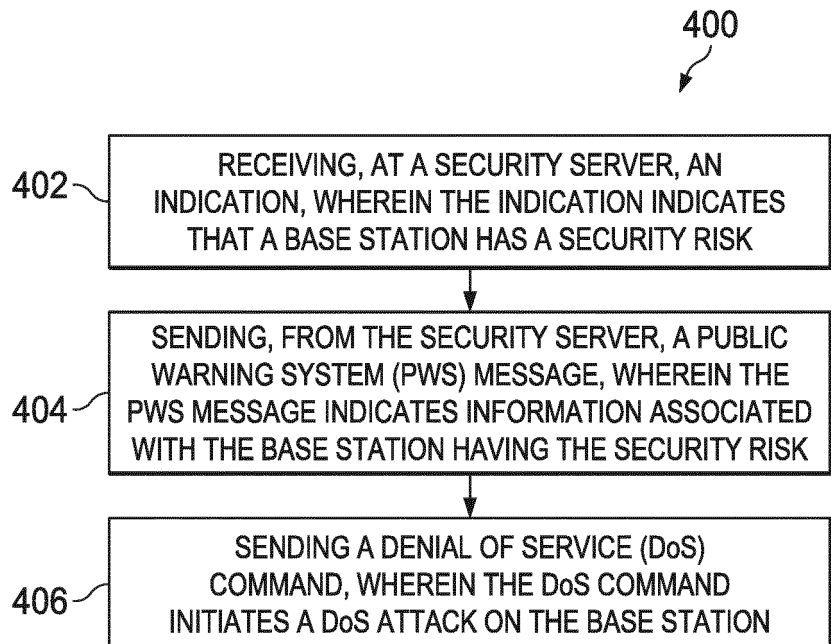 400
402
RECEIVING, AT A SECURITY SERVER, AN
INDICATION, WHEREIN THE INDICATION INDICATES
THAT A BASE STATION HAS A SECURITY RISK
404
SENDING, FROM THE SECURITY SERVER, A PUBLIC
WARNING SYSTEM (PWS) MESSAGE, WHEREIN THE
PWS MESSAGE INDICATES INFORMATION ASSOCIATED
WITH THE BASE STATION HAVING THE SECURITY RISK
406
SENDING A DENIAL OF SERVICE (DoS)
COMMAND, WHEREIN THE DoS COMMAND
INITIATES A DoS ATTACK ON THE BASE STATION